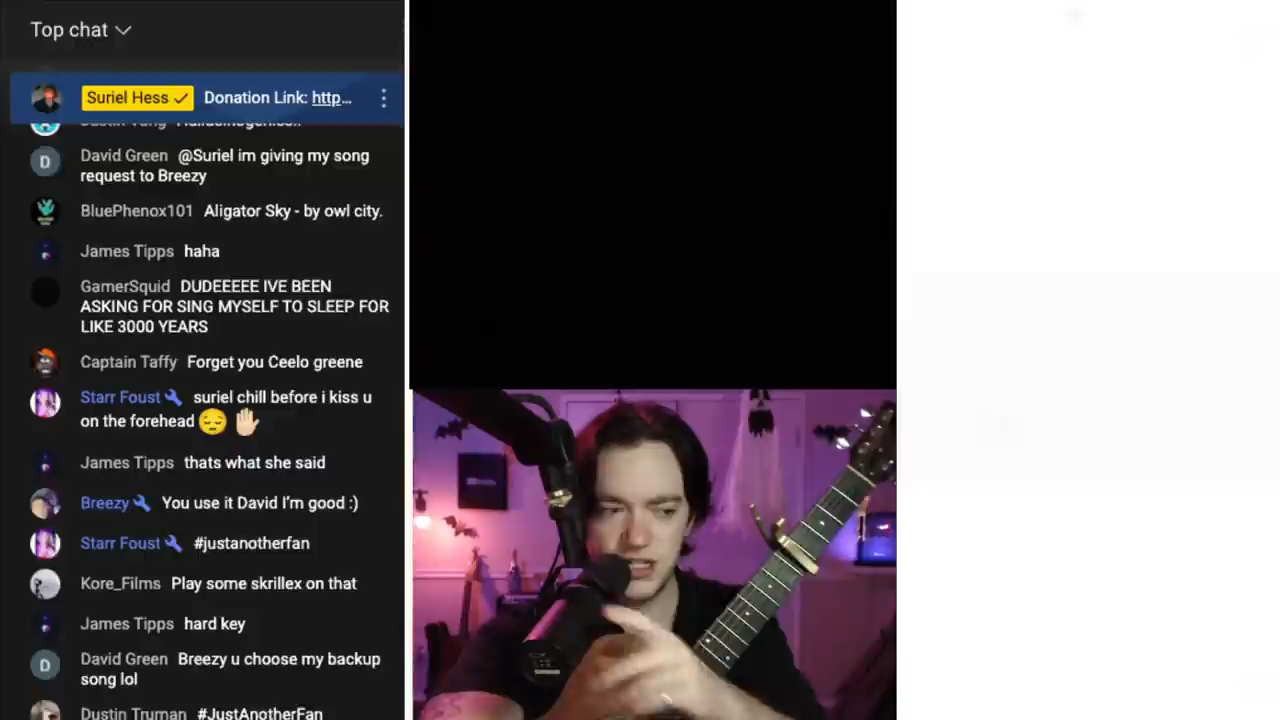 Top chat
Suriel Hess Donation Link: http...
David Green @Suriel im giving my song
request to Breezy
BluePhenox101 Aligator Sky - by owl city.
James Tipps haha
GamerSquid DUDEEEEE IVE BEEN
ASKING FOR SING MYSELF TO SLEEP FOR
LIKE 3000 YEARS
Captain Taffy Forget you Ceelo greene
Starr Foust suriel chill before i kiss u
on the forehead 😔 ✋🏻
James Tipps thats what she said
Breezy You use it David I'm good :)
Starr Foust #justanotherfan
Kore_Films Play some skrillex on that
James Tipps hard key
David Green Breezy u choose my backup
song lol
Dustin Truman #JustAnotherFan